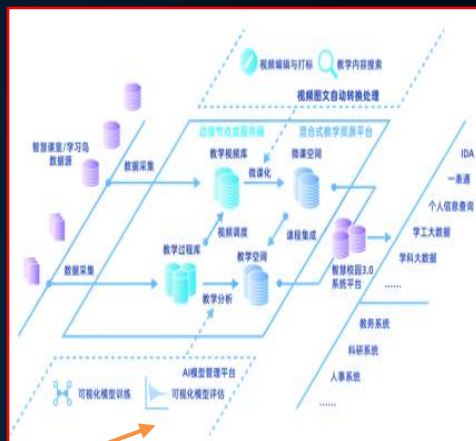 视频编辑与打标
教学内容搜索
视频图文自动转换处理
边缘节点或服务器
混合式教学资源平台
智慧课室/学习岛
数据源
数据采集
教学视频库
微课化
微课空间
视频调度
课程集成
教学过程库
教学空间
数据采集
教学分析
智慧校园3.0
系统平台
IDA
一表通
个人信息查询
学工大数据
学科大数据
……
教务系统
科研系统
人事系统
……
AI模型管理平台
可视化模型训练
可视化模型评估